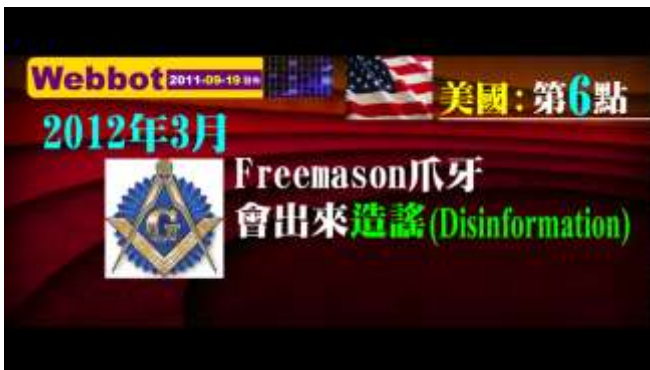 Webbot 2011-09-19
美國:第6點
2012年3月
Freemason爪牙
G
會出來造謠(Disinformation)